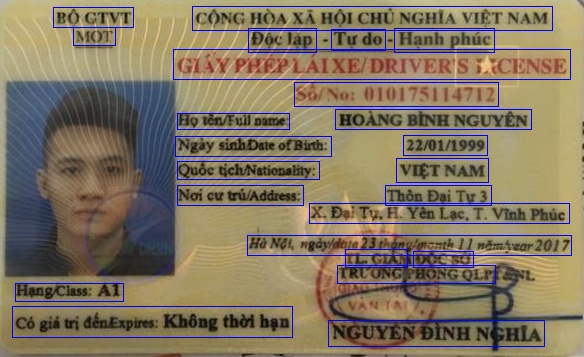 BỘ GTVT
MOT
CỘNG HÒA XÃ HỘI CHỦ NGHĨA VIỆT NAM
Độc lập - Tự do - Hạnh phúc
GIẤY PHÉP LÁI XE/ DRIVER'S LICENSE
Số/ No: 010175114712
Họ tên/Full name: HOÀNG BÌNH NGUYÊN
Ngày sinh/Date of Birth: 22/01/1999
Quốc tịch/Nationality: VIỆT NAM
Nơi cư trú/Address: Thôn Đại Tự 3
X. Đại Tự, H. Yên Lạc, T. Vĩnh Phúc
Hà Nội, ngày/date 23 tháng/month 11 năm/year 2017
TL. GIÁM ĐỐC SỞ
TRƯỞNG PHÒNG QLPT&NL
Hạng/Class: A1
VẬN TẢI
Có giá trị đến/Expires: Không thời hạn
NGUYỄN ĐÌNH NGHĨA